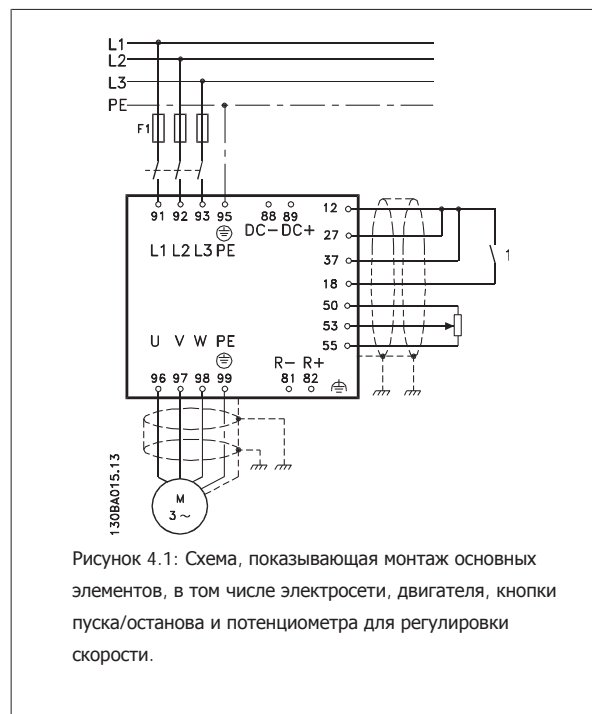 L1
L2
L3
PE
F1
91 92 93 95 88 89 12
DC- DC+
L1 L2 L3 PE
27
37
18
1
50
53
55
U V W PE
R- R+
96 97 98 99 81 82
130BA015.13
M
3~
Рисунок 4.1: Схема, показывающая монтаж основных
элементов, в том числе электросети, двигателя, кнопки
пуска/останова и потенциометра для регулировки
скорости.